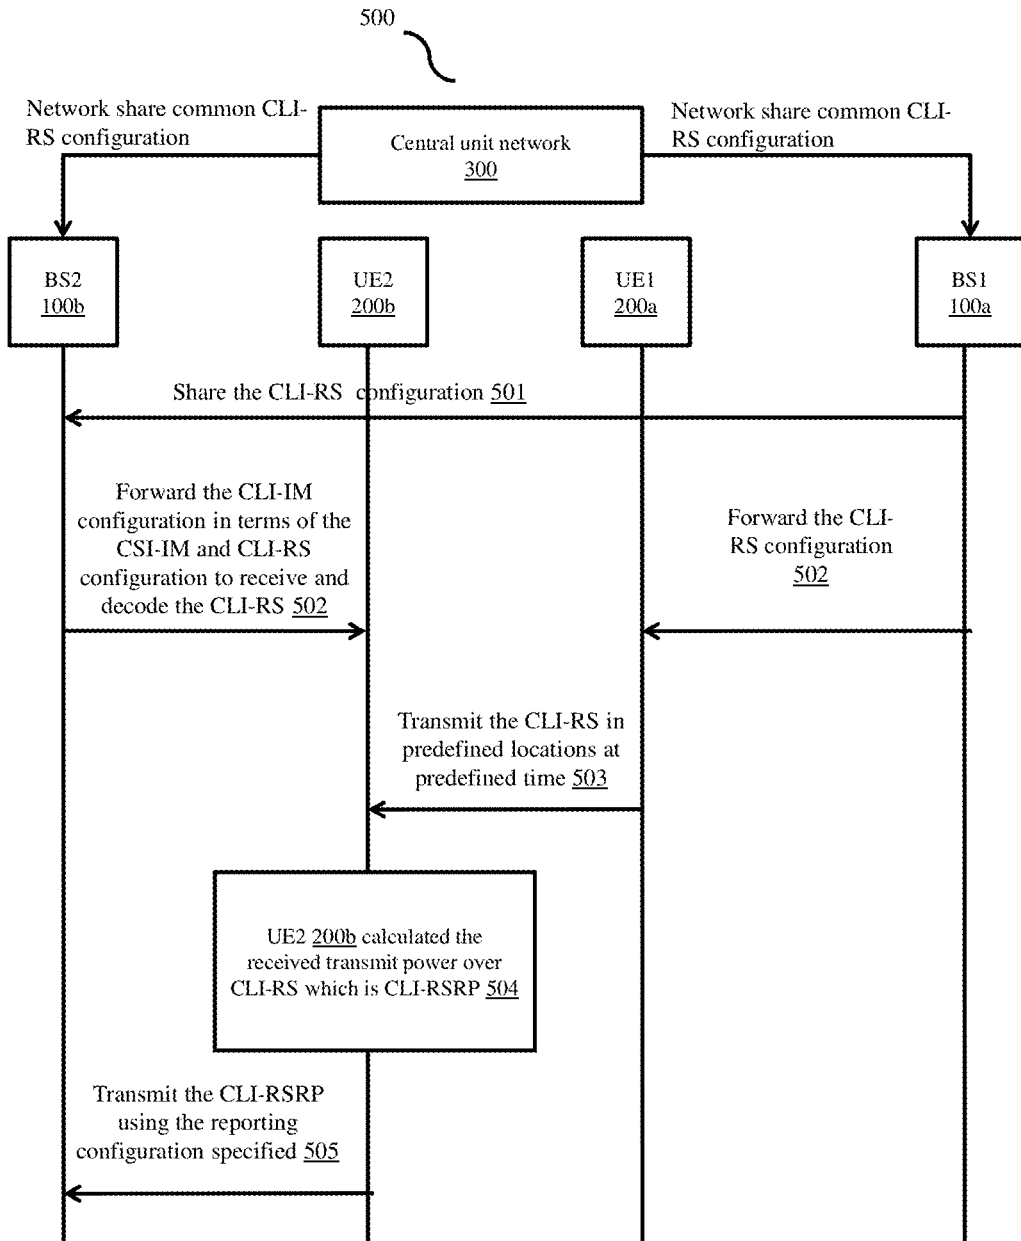 500
Network share common CLI-
RS configuration
Central unit network
300
Network share common CLI-
RS configuration
BS2
100b
UE2
200b
UE1
200a
BS1
100a
Share the CLI-RS configuration 501
Forward the CLI-IM
configuration in terms of the
CSI-IM and CLI-RS
configuration to receive and
decode the CLI-RS 502
Forward the CLI-
RS configuration
502
Transmit the CLI-RS in
predefined locations at
predefined time 503
UE2 200b calculated the
received transmit power over
CLI-RS which is CLI-RSRP 504
Transmit the CLI-RSRP
using the reporting
configuration specified 505